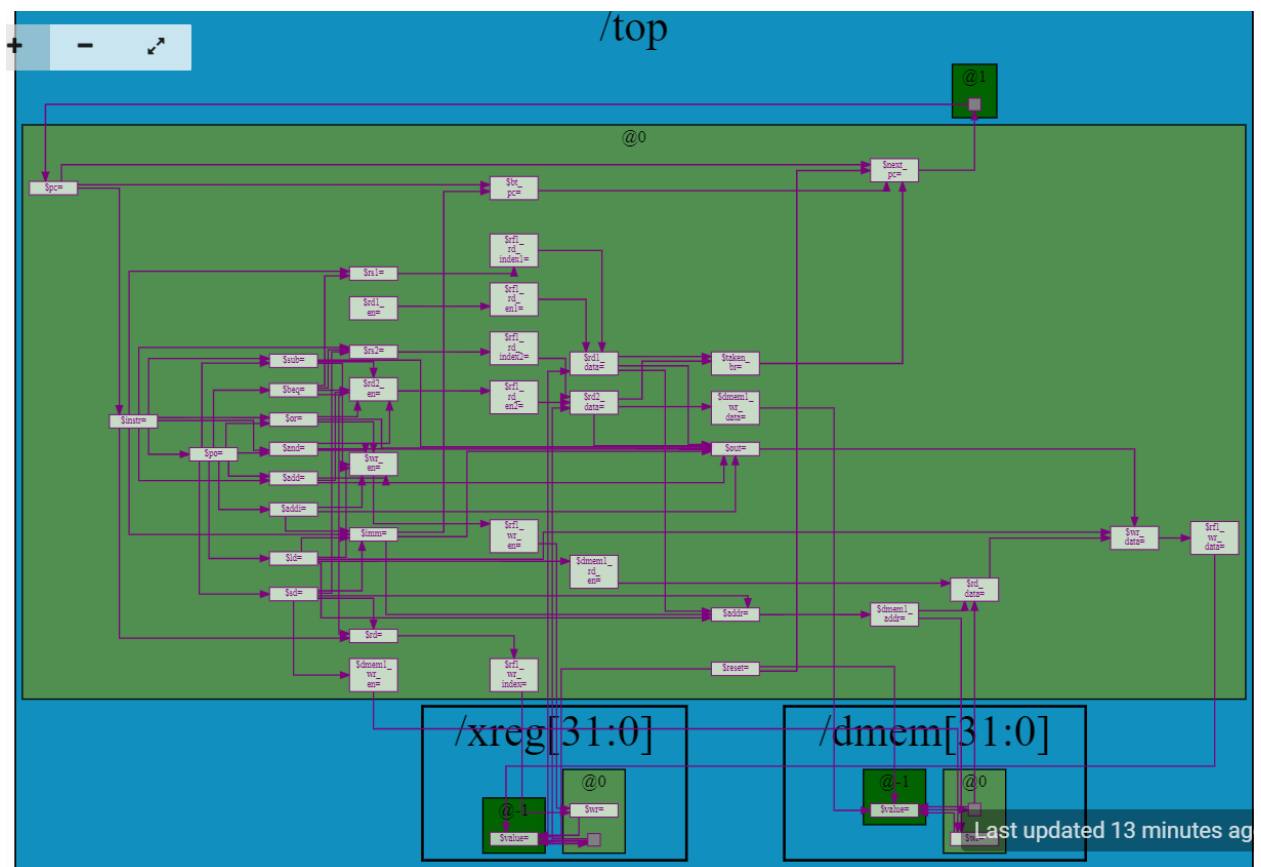 /top
+ −
@1
@0
$pc=
$bt_
pc=
$next_
pc=
$rf1_
rd_
index1=
$rs1=
$rd1_
en=
$rf1_
rd_
en1=
$rs2=
$rf1_
rd_
index2=
$sub=
$rd1_
data=
$taken_
br=
$beq=
$rd2_
en=
$rf1_
rd_
en2=
$rd2_
data=
$dmem1_
wr_
data=
$instr=
$or=
$po=
$and=
$out=
$wr_
en=
$add=
$addi=
$imm=
$rf1_
wr_
en=
$wr_
data=
$rf1_
wr_
data=
$ld=
$dmem1_
rd_
en=
$sd=
$rd_
data=
$addr=
$dmem1_
addr=
$rd=
$dmem1_
wr_
en=
$rf1_
wr_
index=
$reset=
/xreg[31:0]
/dmem[31:0]
@-1
@0
$wr=
$value=
@-1
@0
$value=
$wr=
Last updated 13 minutes ag